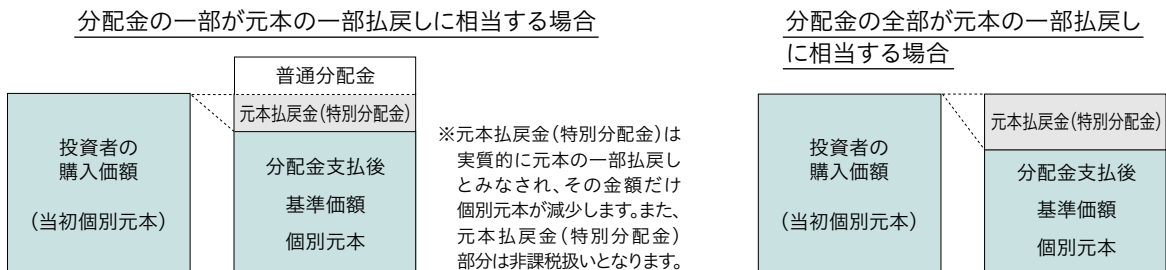 分配金の一部が元本の一部払戻しに相当する場合
普通分配金
元本払戻金(特別分配金)
投資者の
購入価額
(当初個別元本)
分配金支払後
基準価額
個別元本
※元本払戻金(特別分配金)は
実質的に元本の一部払戻し
とみなされ、その金額だけ
個別元本が減少します。また、
元本払戻金(特別分配金)
部分は非課税扱いとなります。
分配金の全部が元本の一部払戻し
に相当する場合
元本払戻金(特別分配金)
投資者の
購入価額
(当初個別元本)
分配金支払後
基準価額
個別元本